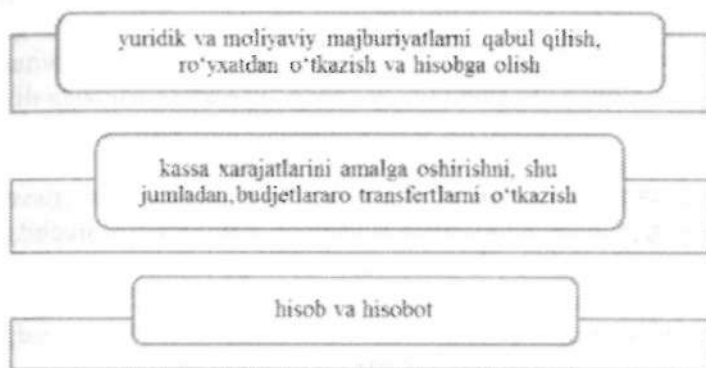 yuridik va moliyaviy majburiyatlarni qabul qilish,
ro‘yxatdan o‘tkazish va hisobga olish
kassa xarajatlarini amalga oshirishni, shu
jumladan,budjetlararo transfertlarni o‘tkazish
hisob va hisobot